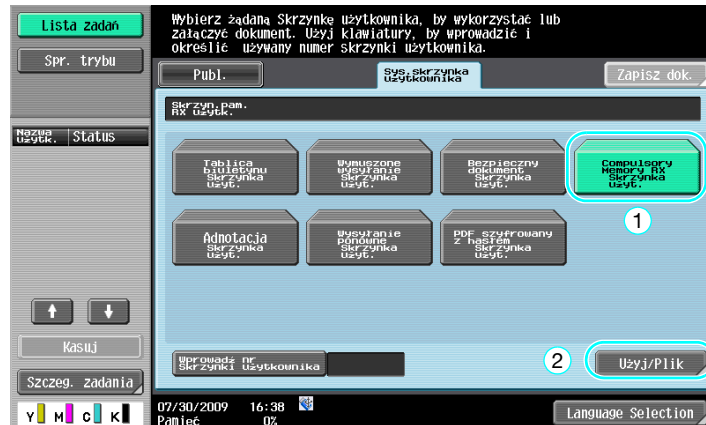 Lista zadań
Spr. trybu
Nazwa użytk.
Status
Kasuj
Szczeg. zadania
Y M C K
Wybierz żądaną Skrzynkę użytkownika, by wykorzystać lub
załączyć dokument. Użyj klawiatury, by wprowadzić i
określić używany numer skrzynki użytkownika.
Publ.
Sys.skrzynka
użytkownika
Zapisz dok.
Skrzyn.pam.
RX użytk.
Tablica
biuletynu
Skrzynka
użyt.
Wymuszone
wysyłanie
Skrzynka
użyt.
Bezpieczny
dokument
Skrzynka
użyt.
Compulsory
Memory RX
Skrzynka
użyt.
1
Adnotacja
Skrzynka
użyt.
Wysyłanie
ponowne
Skrzynka
użyt.
PDF szyfrowany
z hasłem
Skrzynka
użyt.
Wprowadź nr
Skrzynki użytkownika
2
Użyj/Plik
07/30/2009 16:38
Pamięć 0%
Language Selection